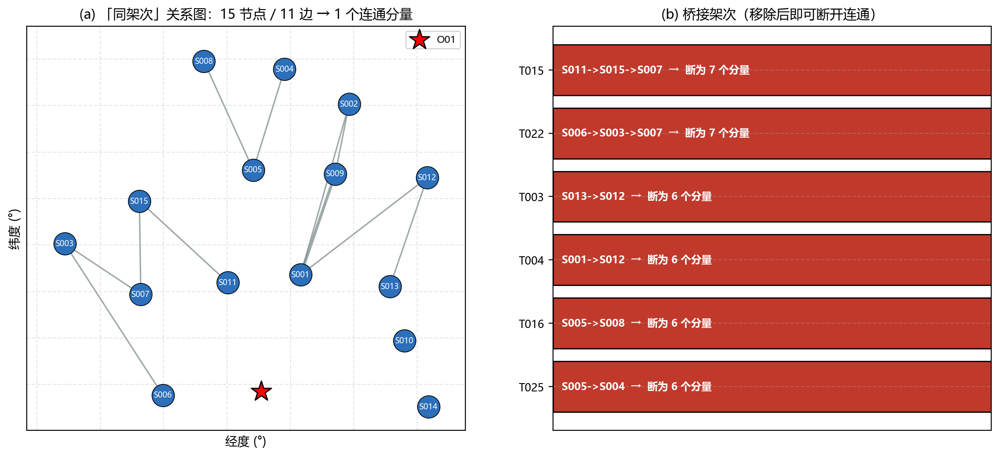 (a) 「同架次」关系图：15 节点 / 11 边 → 1 个连通分量
O01
S008
S004
S002
S005
S009
S012
S015
S003
S001
S011
S013
S007
S010
S006
S014
纬度 (°)
经度 (°)
(b) 桥接架次（移除后即可断开连通）
T015 S011->S015->S007 → 断为 7 个分量
T022 S006->S003->S007 → 断为 7 个分量
T003 S013->S012 → 断为 6 个分量
T004 S001->S012 → 断为 6 个分量
T016 S005->S008 → 断为 6 个分量
T025 S005->S004 → 断为 6 个分量